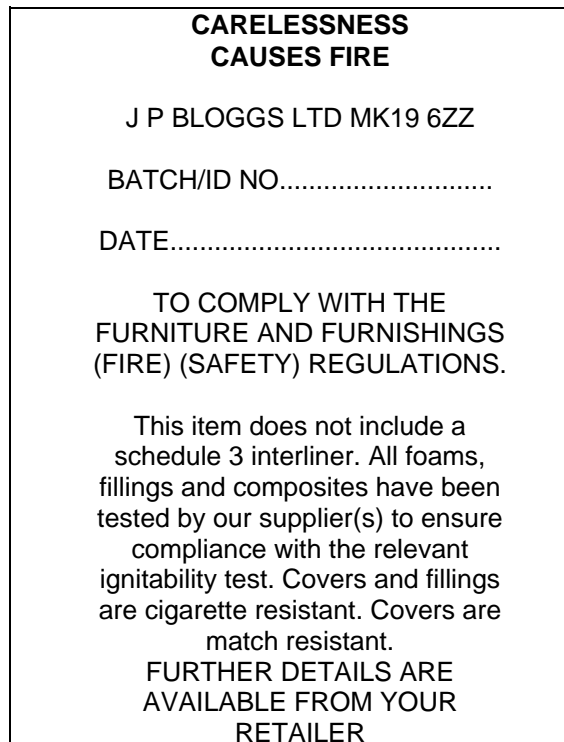 CARELESSNESS
CAUSES FIRE
J P BLOGGS LTD MK19 6ZZ
BATCH/ID NO.............................
DATE.............................................
TO COMPLY WITH THE
FURNITURE AND FURNISHINGS
(FIRE) (SAFETY) REGULATIONS.
This item does not include a
schedule 3 interliner. All foams,
fillings and composites have been
tested by our supplier(s) to ensure
compliance with the relevant
ignitability test. Covers and fillings
are cigarette resistant. Covers are
match resistant.
FURTHER DETAILS ARE
AVAILABLE FROM YOUR
RETAILER